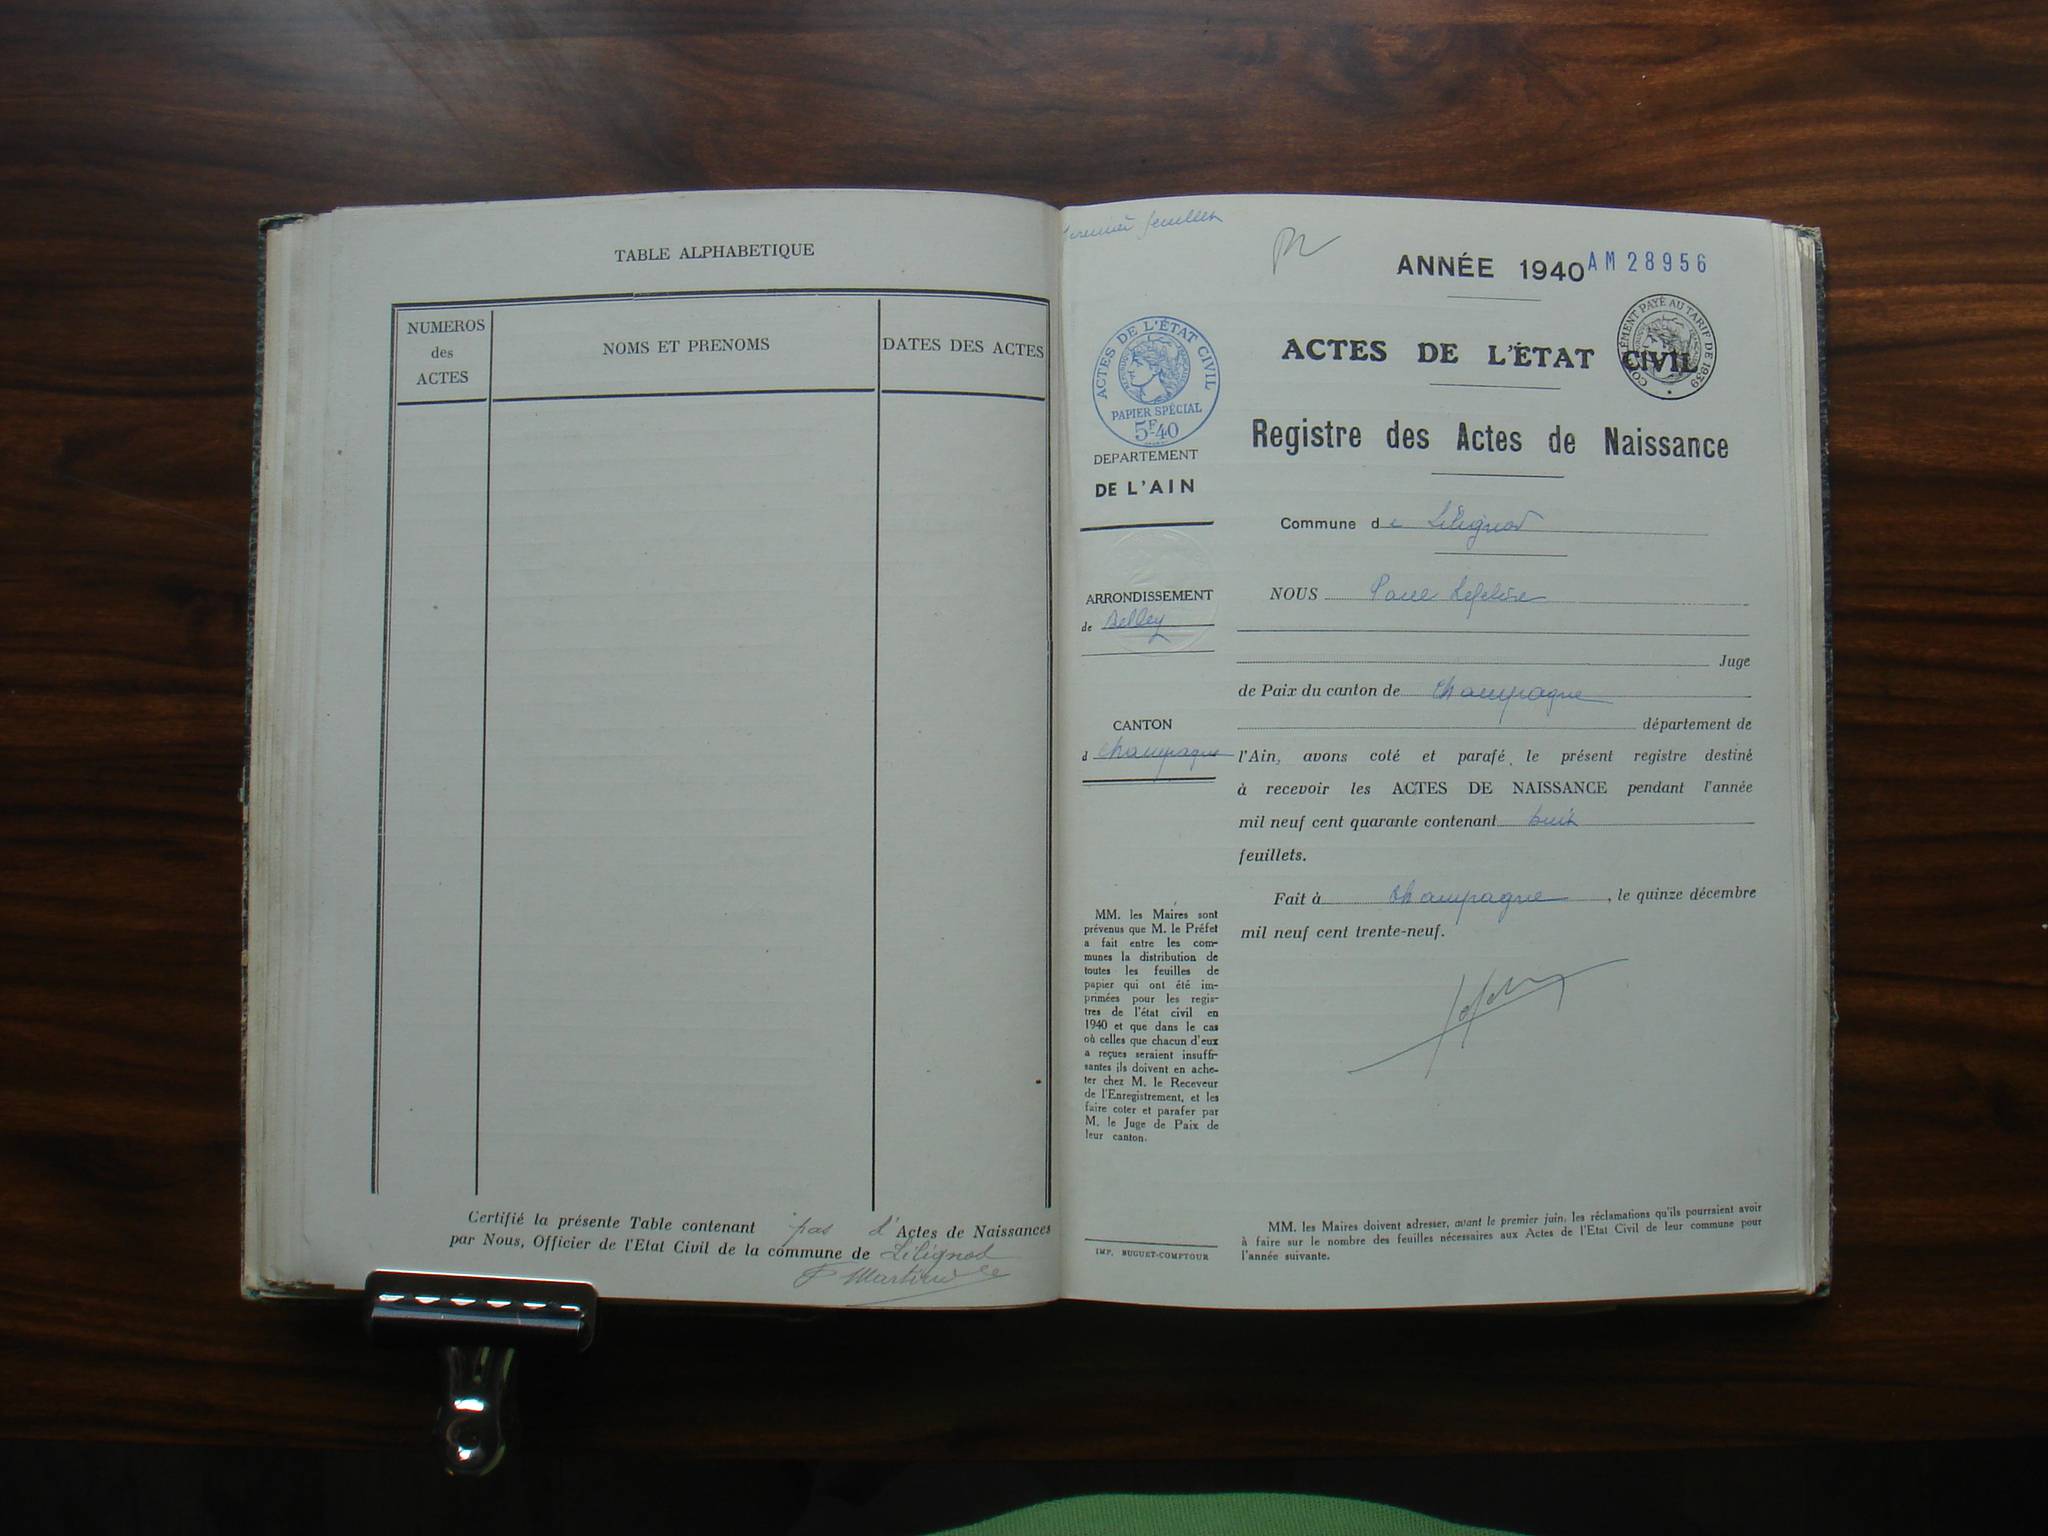 TABLE ALPHABETIQUE
NUMEROS
des
ACTES
NOMS ET PRENOMS
DATES DES ACTES
Certifié la présente Table contenant pas d'Actes de Naissances
par Nous, Officier de l'Etat Civil de la commune de Lilignod
Martin
premier feuillet
ANNÉE 1940
AM 28956
ACTES DE L'ÉTAT CIVIL
COMPLÉMENT PAYÉ AU TARIF DE 1939
ACTES DE L'ÉTAT CIVIL
PAPIER SPÉCIAL
5F40
Registre des Actes de Naissance
DEPARTEMENT
DE L'AIN
ARRONDISSEMENT
de Belley
CANTON
d Champagne
MM. les Maires sont
prévenus que M. le Préfet
a fait entre les com-
munes la distribution de
toutes les feuilles de
papier qui ont été im-
primées pour les regis-
tres de l'état civil en
1940 et que dans le cas
où celles que chacun d'eux
a reçues seraient insuffi-
santes ils doivent en ache-
ter chez M. le Receveur
de l'Enregistrement, et les
faire coter et parafer par
M. le Juge de Paix de
leur canton.
IMP. BUGUET-COMPTOUR
Commune de Lilignod
NOUS Paul Lefebvre
Juge
de Paix du canton de Champagne
département de
l'Ain, avons coté et parafé le présent registre destiné
à recevoir les ACTES DE NAISSANCE pendant l'année
mil neuf cent quarante contenant huit
feuillets.
Fait à Champagne, le quinze décembre
mil neuf cent trente-neuf.
MM. les Maires doivent adresser, avant le premier juin, les réclamations qu'ils pourraient avoir
à faire sur le nombre des feuilles nécessaires aux Actes de l'Etat Civil de leur commune pour
l'année suivante.